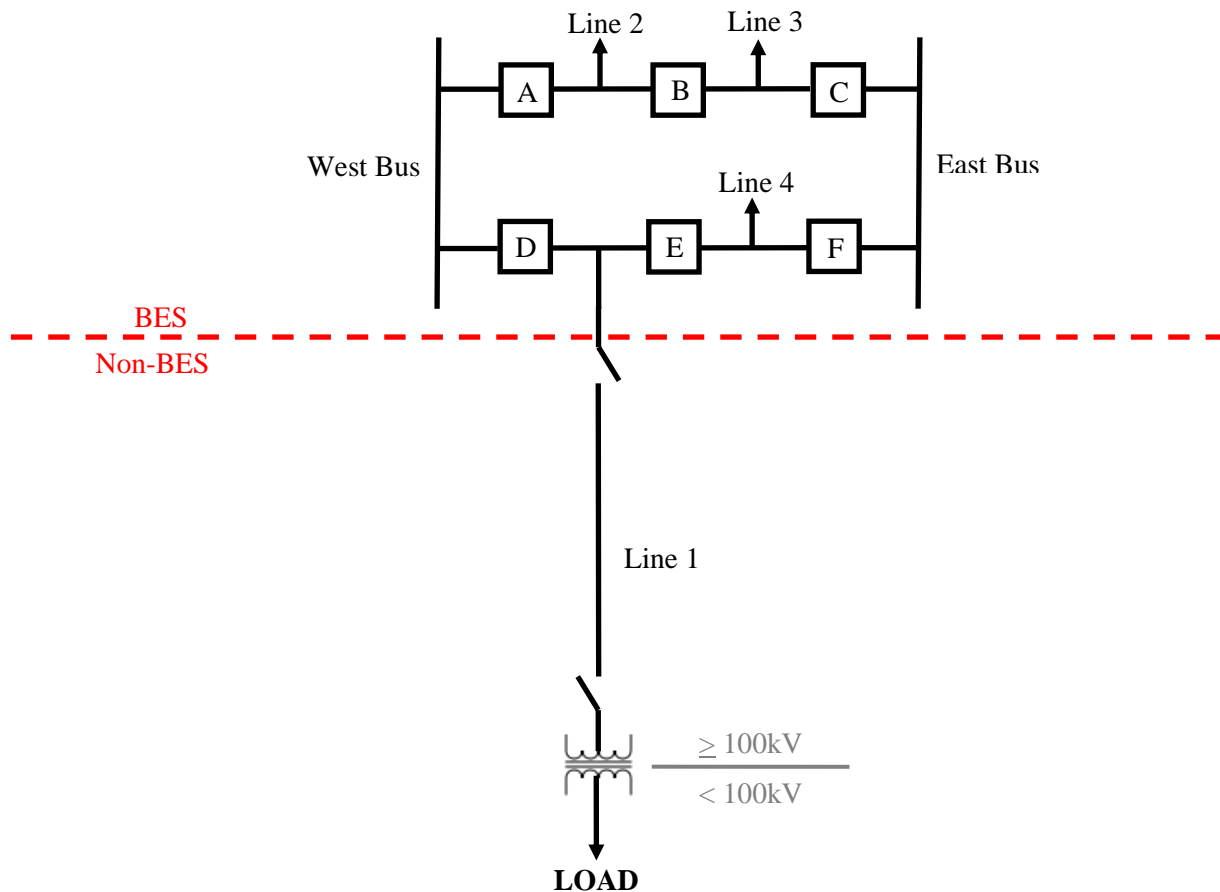 Line 2
Line 3
A
B
C
West Bus
East Bus
Line 4
D
E
F
BES
Non-BES
Line 1
≥ 100kV
< 100kV
LOAD